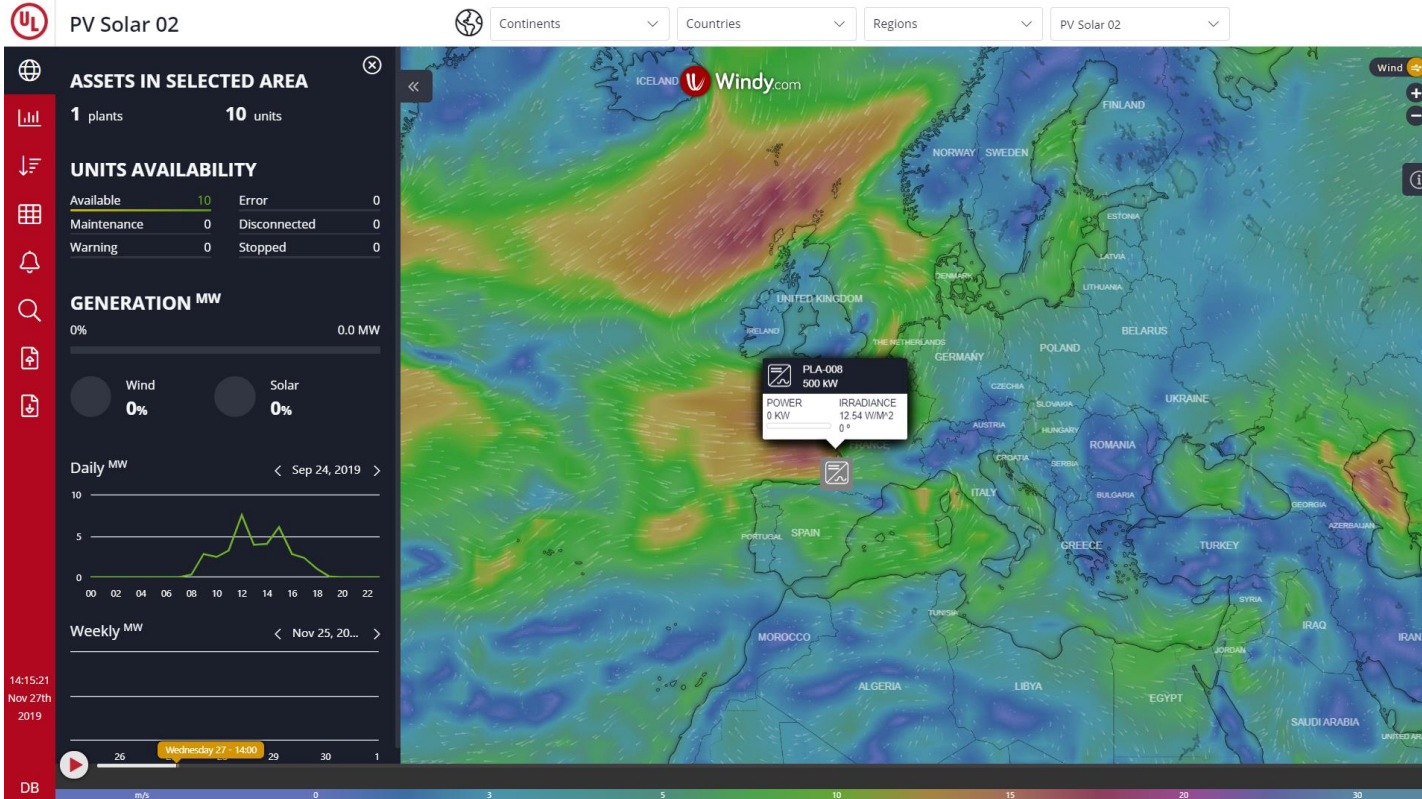 UL
PV Solar 02
Continents
Countries
Regions
PV Solar 02
ASSETS IN SELECTED AREA
1 plants
10 units
UNITS AVAILABILITY
Available 10
Error 0
Maintenance 0
Disconnected 0
Warning 0
Stopped 0
GENERATION MW
0%
0.0 MW
Wind
0%
Solar
0%
Daily MW
Sep 24, 2019
10
5
0
00 02 04 06 08 10 12 14 16 18 20 22
Weekly MW
Nov 25, 20...
14:15:21
Nov 27th
2019
DB
Wednesday 27 - 14:00
26
29 30 1
m/s 0 3 5 10 15 20 30
Windy.com
Wind
+
−
i
ICELAND
FINLAND
NORWAY
SWEDEN
ESTONIA
LATVIA
DENMARK
LITHUANIA
UNITED KINGDOM
IRELAND
BELARUS
THE NETHERLANDS
GERMANY
POLAND
PLA-008
500 kW
POWER
0 KW
IRRADIANCE
12.54 W/M^2
0 º
CZECHIA
SLOVAKIA
UKRAINE
AUSTRIA
HUNGARY
FRANCE
ROMANIA
CROATIA
SERBIA
ITALY
BULGARIA
GEORGIA
AZERBAIJAN
PORTUGAL
SPAIN
GREECE
TURKEY
TUNISIA
SYRIA
MOROCCO
IRAQ
IRAN
JORDAN
ALGERIA
LIBYA
EGYPT
SAUDI ARABIA
UNITED AR